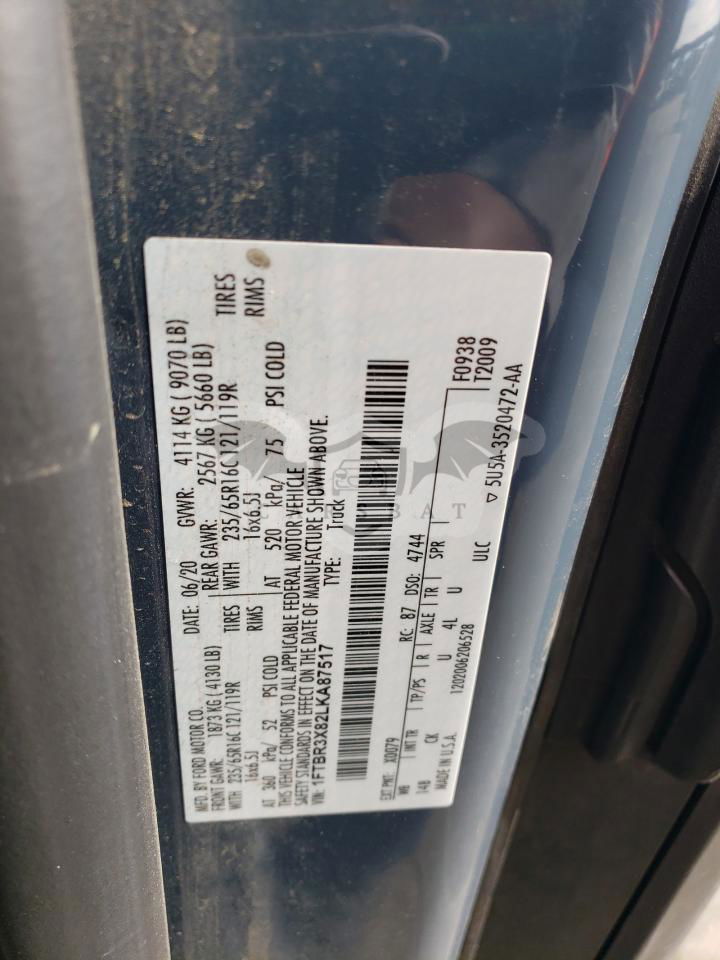 MFD. BY FORD MOTOR CO.
DATE: 06/20 GVWR: 4114 KG ( 9070 LB)
FRONT GAWR: 1873 KG ( 4130 LB) REAR GAWR: 2567 KG ( 5660 LB)
WITH 235/65R16C 121/119R TIRES WITH 235/65R16C 121/119R TIRES
16x6.5J RIMS 16x6.5J RIMS
AT 360 kPa/ 52 PSI COLD AT 520 kPa/ 75 PSI COLD
THIS VEHICLE CONFORMS TO ALL APPLICABLE FEDERAL MOTOR VEHICLE
SAFETY STANDARDS IN EFFECT ON THE DATE OF MANUFACTURE SHOWN ABOVE.
VIN: 1FTBR3X82LKA87517 TYPE: Truck
EXT PNT: X0079 RC: 87 DSO: 4744 F0938
WB INT TR TP/PS R AXLE TR SPR T2009
148 CK U 4L U ULC
MADE IN U.S.A. 1202006206528 ▽ 5U5A-3520472-AA